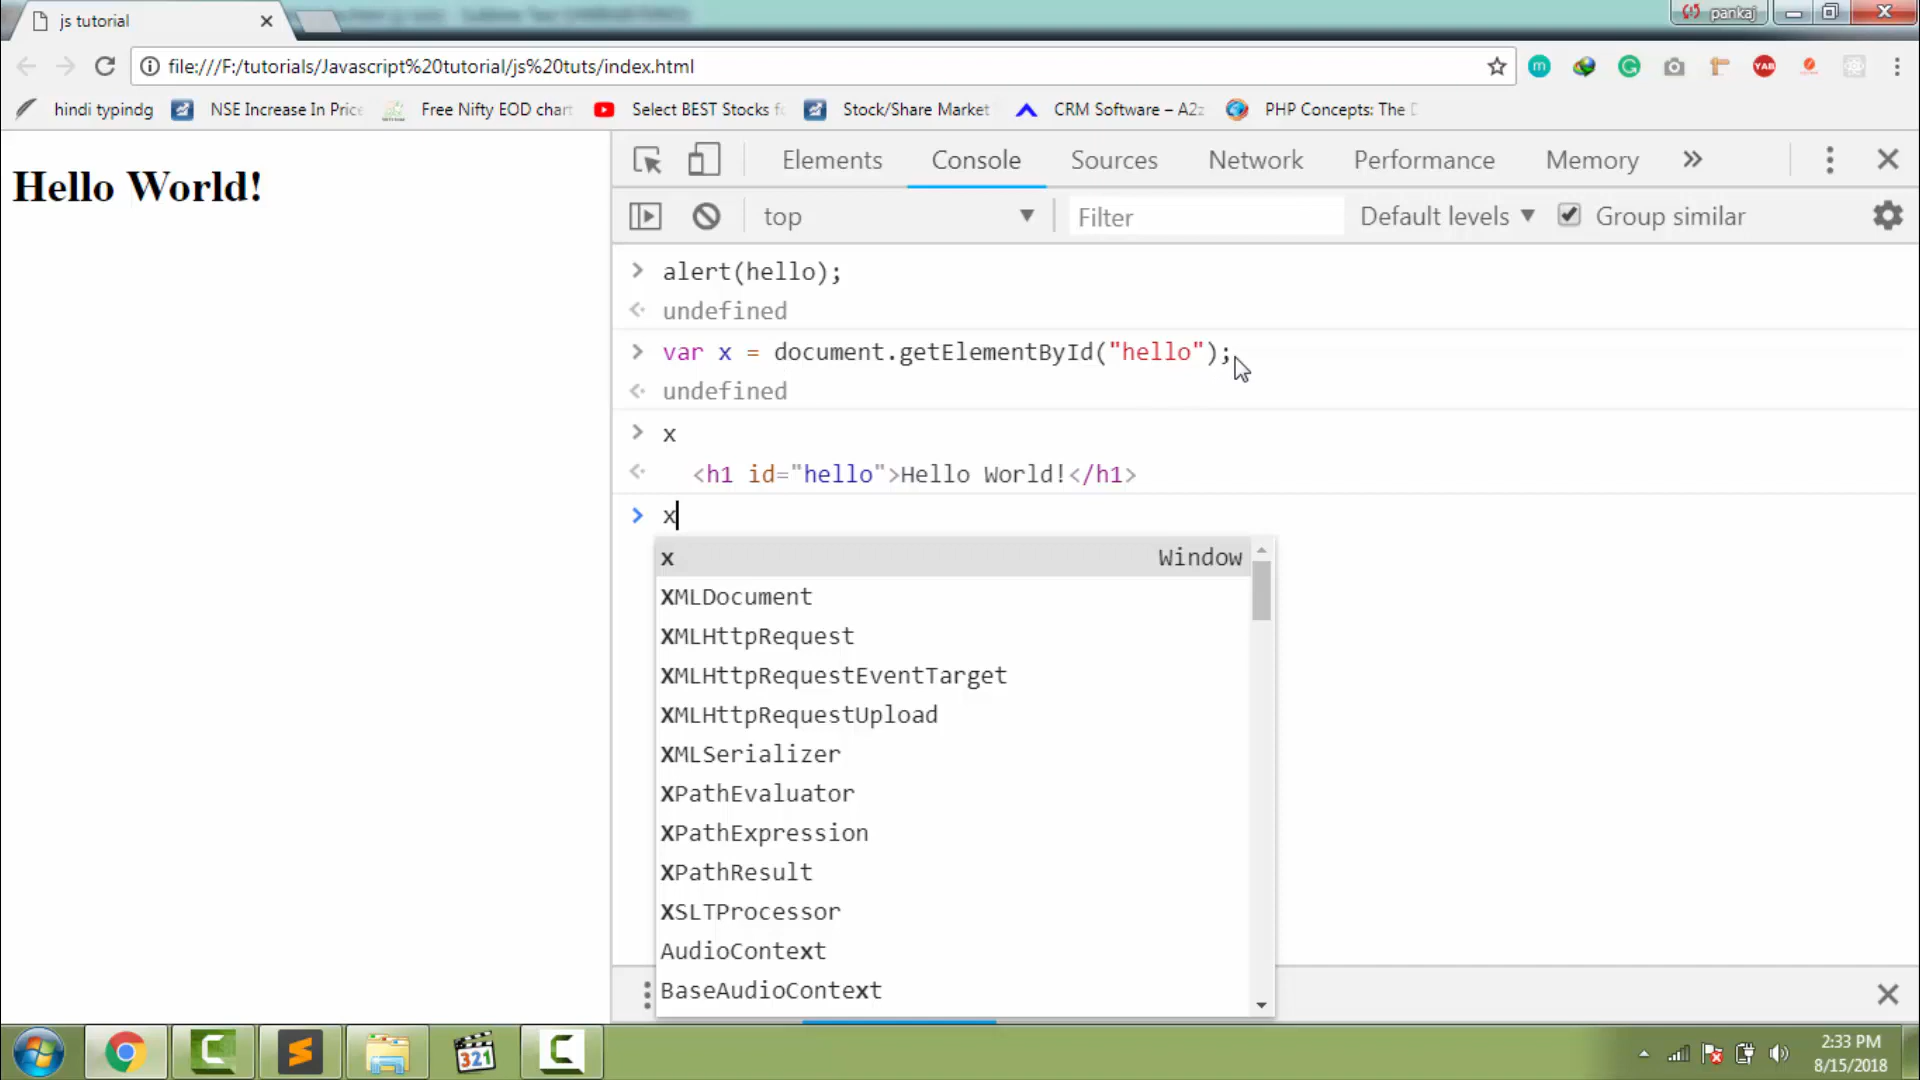 js tutorial
pankaj
file:///F:/tutorials/Javascript%20tutorial/js%20tuts/index.html
m
YAB
hindi typindg
NSE Increase In Price
Free Nifty EOD chart
Select BEST Stocks f
Stock/Share Market
CRM Software – A2z
PHP Concepts: The D
Elements
Console
Sources
Network
Performance
Memory
»
top
Filter
Default levels
Group similar
Hello World!
> alert(hello);
undefined
> var x = document.getElementById("hello");
undefined
> x
<h1 id="hello">Hello World!</h1>
> x
x Window
XMLDocument
XMLHttpRequest
XMLHttpRequestEventTarget
XMLHttpRequestUpload
XMLSerializer
XPathEvaluator
XPathExpression
XPathResult
XSLTProcessor
AudioContext
BaseAudioContext
321
2:33 PM
8/15/2018